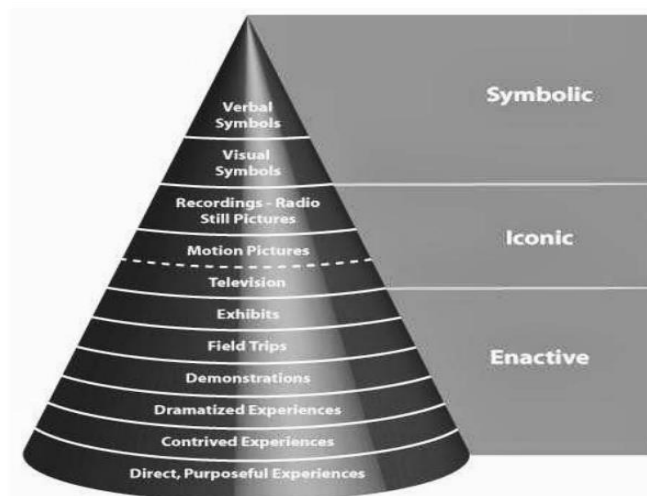 Verbal
Symbols
Symbolic
Visual
Symbols
Recordings - Radio
Still Pictures
Iconic
Motion Pictures
Television
Exhibits
Field Trips
Enactive
Demonstrations
Dramatized Experiences
Contrived Experiences
Direct, Purposeful Experiences